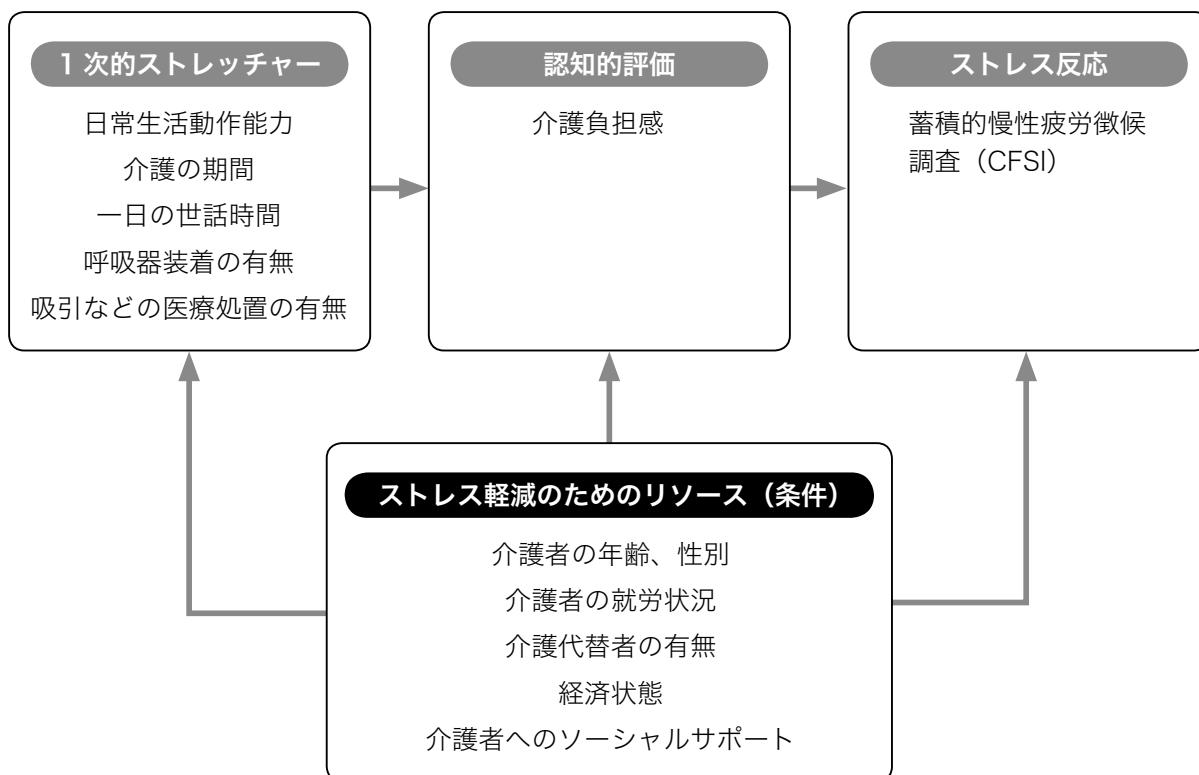 1次的ストレッチャー
日常生活動作能力
介護の期間
一日の世話時間
呼吸器装着の有無
吸引などの医療処置の有無
認知的評価
介護負担感
ストレス反応
蓄積的慢性疲労徴候
調査（CFSI）
ストレス軽減のためのリソース（条件）
介護者の年齢、性別
介護者の就労状況
介護代替者の有無
経済状態
介護者へのソーシャルサポート